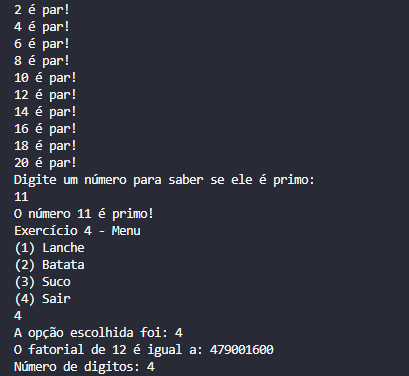 2 é par!
4 é par!
6 é par!
8 é par!
10 é par!
12 é par!
14 é par!
16 é par!
18 é par!
20 é par!
Digite um número para saber se ele é primo:
11
O número 11 é primo!
Exercício 4 - Menu
(1) Lanche
(2) Batata
(3) Suco
(4) Sair
4
A opção escolhida foi: 4
O fatorial de 12 é igual a: 479001600
Número de digitos: 4